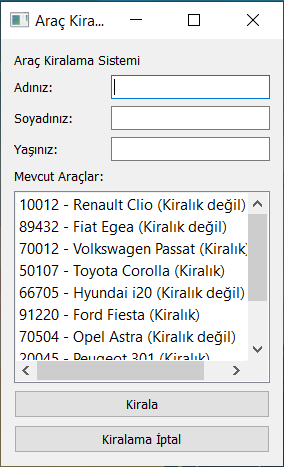 Araç Kira...
Araç Kiralama Sistemi
Adınız:
Soyadınız:
Yaşınız:
Mevcut Araçlar:
10012 - Renault Clio (Kiralık değil)
89432 - Fiat Egea (Kiralık değil)
70012 - Volkswagen Passat (Kiralık
50107 - Toyota Corolla (Kiralık)
66705 - Hyundai i20 (Kiralık değil)
91220 - Ford Fiesta (Kiralık)
70504 - Opel Astra (Kiralık değil)
20045 - Peugot 301 (Kiralık)
Kirala
Kiralama İptal